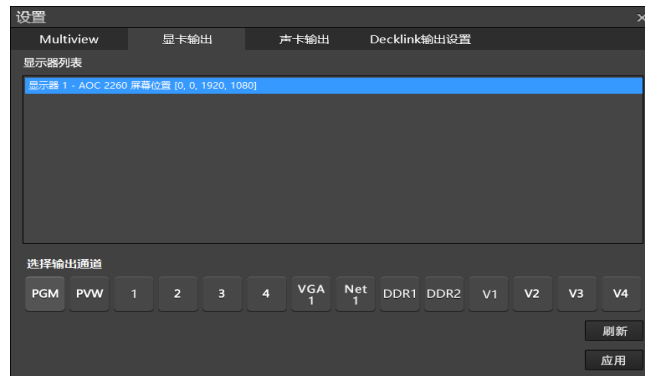 设置
Multiview 显卡输出 声卡输出 Decklink输出设置
显示器列表
显示器 1 - AOC 2260 屏幕位置 [0, 0, 1920, 1080]
选择输出通道
PGM PVW 1 2 3 4 VGA 1 Net 1 DDR1 DDR2 V1 V2 V3 V4
刷新
应用